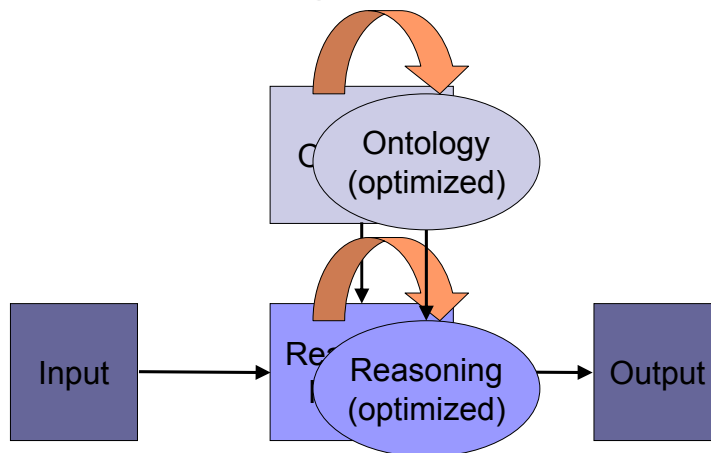 Ontology
(optimized)
Input
Reasoning
(optimized)
Output